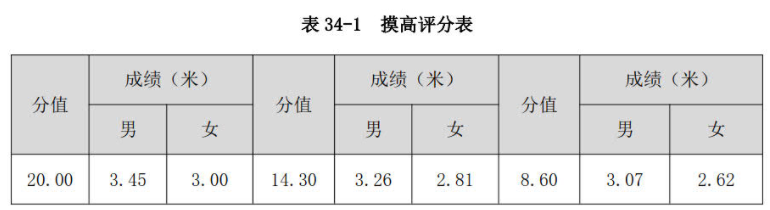 表 34-1 摸高评分表
分值 成绩（米） 分值 成绩（米） 分值 成绩（米）
男 女 男 女 男 女
20.00 3.45 3.00 14.30 3.26 2.81 8.60 3.07 2.62